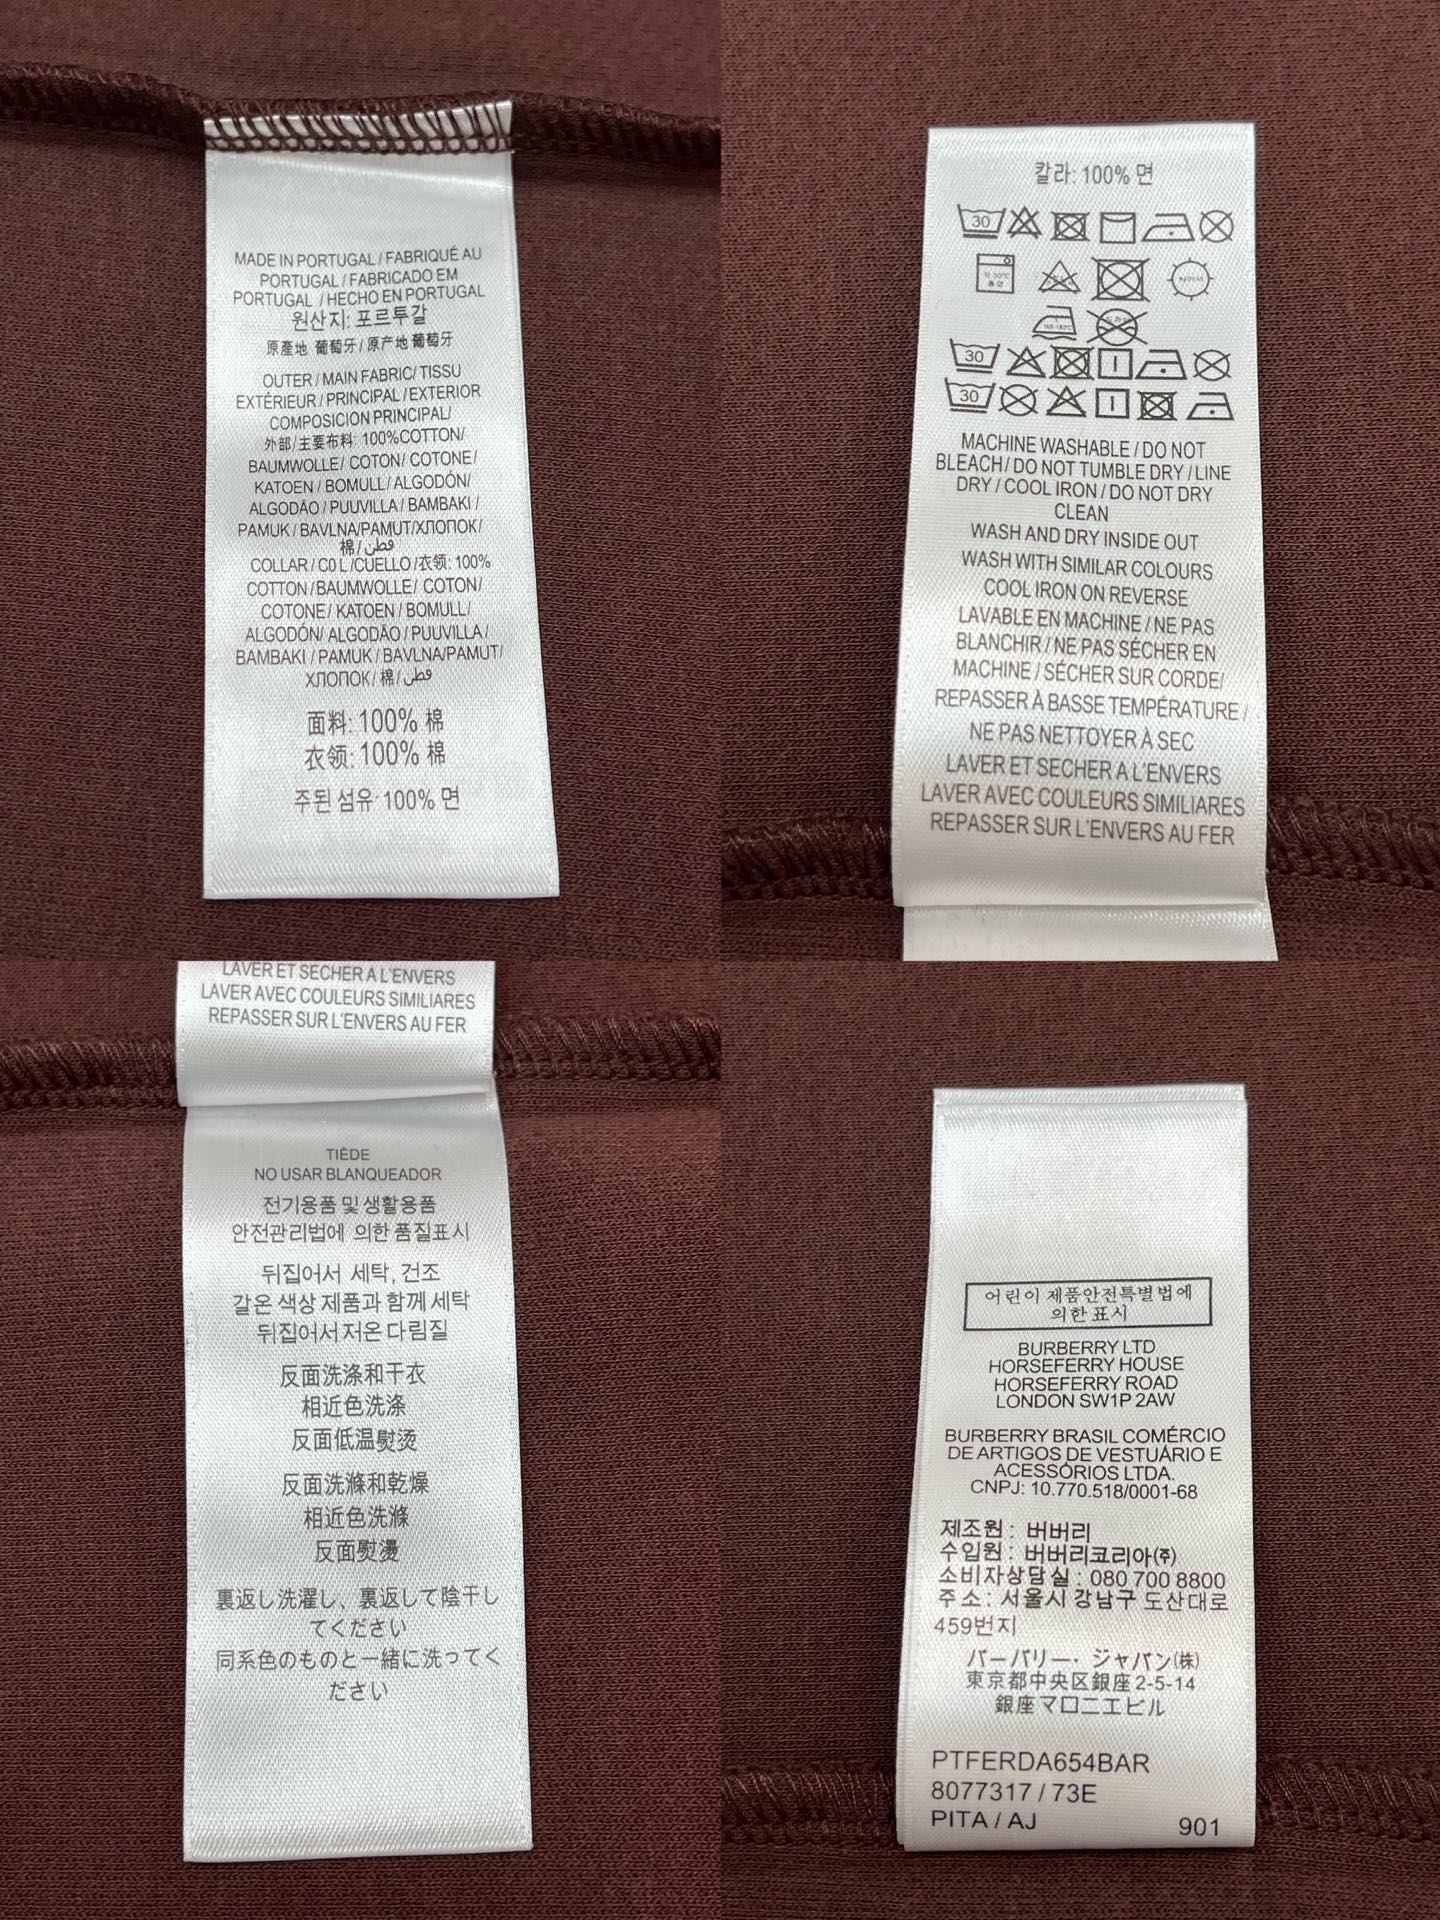 MADE IN PORTUGAL / FABRIQUÉ AU
PORTUGAL / FABRICADO EM
PORTUGAL / HECHO EN PORTUGAL
원산지: 포르투갈
原產地 葡萄牙 / 原产地 葡萄牙
OUTER / MAIN FABRIC/ TISSU
EXTÉRIEUR / PRINCIPAL / EXTERIOR
COMPOSICION PRINCIPAL/
外部/主要布料: 100%COTTON/
BAUMWOLLE/ COTON/ COTONE/
KATOEN / BOMULL/ ALGODÓN/
ALGODÃO / PUUVILLA / BAMBAKI /
PAMUK / BAVLNA/PAMUT/ХЛОПОК/
棉/قطن
COLLAR / C0 L /CUELLO /衣领: 100%
COTTON/BAUMWOLLE/ COTON/
COTONE / KATOEN / BOMULL/
ALGODÓN/ ALGODÃO / PUUVILLA /
BAMBAKI / PAMUK / BAVLNA/PAMUT/
ХЛОПОК / 棉 / قطن
面料: 100% 棉
衣领: 100% 棉
주된 섬유: 100% 면
칼라: 100% 면
30
30
30
MACHINE WASHABLE / DO NOT
BLEACH / DO NOT TUMBLE DRY / LINE
DRY / COOL IRON / DO NOT DRY
CLEAN
WASH AND DRY INSIDE OUT
WASH WITH SIMILAR COLOURS
COOL IRON ON REVERSE
LAVABLE EN MACHINE / NE PAS
BLANCHIR / NE PAS SÉCHER EN
MACHINE / SÉCHER SUR CORDE/
REPASSER À BASSE TEMPÉRATURE /
NE PAS NETTOYER À SEC
LAVER ET SECHER A L'ENVERS
LAVER AVEC COULEURS SIMILIARES
REPASSER SUR L'ENVERS AU FER
LAVER ET SECHER A L'ENVERS
LAVER AVEC COULEURS SIMILIARES
REPASSER SUR L'ENVERS AU FER
TIÈDE
NO USAR BLANQUEADOR
전기용품 및 생활용품
안전관리법에 의한 품질표시
뒤집어서 세탁, 건조
같은 색상 제품과 함께 세탁
뒤집어서 저온 다림질
反面洗涤和干衣
相近色洗涤
反面低温熨烫
反面洗滌和乾燥
相近色洗滌
反面熨燙
裏返し洗濯し、裏返して陰干し
てください
同系色のものと一緒に洗ってく
ださい
어린이제품안전특별법에
의한 표시
BURBERRY LTD
HORSEFERRY HOUSE
HORSEFERRY ROAD
LONDON SW1P 2AW
BURBERRY BRASIL COMÉRCIO
DE ARTIGOS DE VESTUÁRIO E
ACESSÓRIOS LTDA.
CNPJ: 10.770.518/0001-68
제조원 : 버버리
수입원 : 버버리코리아(주)
소비자상담실 : 080 700 8800
주소 : 서울시 강남구 도산대로
459번지
バーバリー・ジャパン(株)
東京都中央区銀座2-5-14
銀座マロニエビル
PTFERDA654BAR
8077317 / 73E
PITA / AJ 901